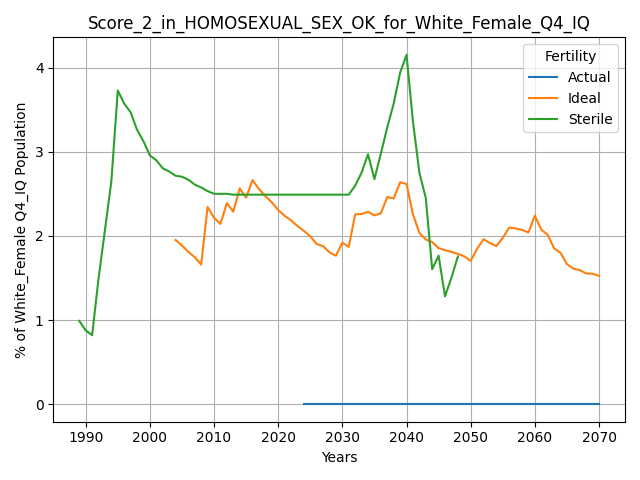 Score_2_in_HOMOSEXUAL_SEX_OK_for_White_Female_Q4_IQ
Fertility
Actual
Ideal
Sterile
% of White_Female Q4_IQ Population
4
3
2
1
0
1990 2000 2010 2020 2030 2040 2050 2060 2070
Years